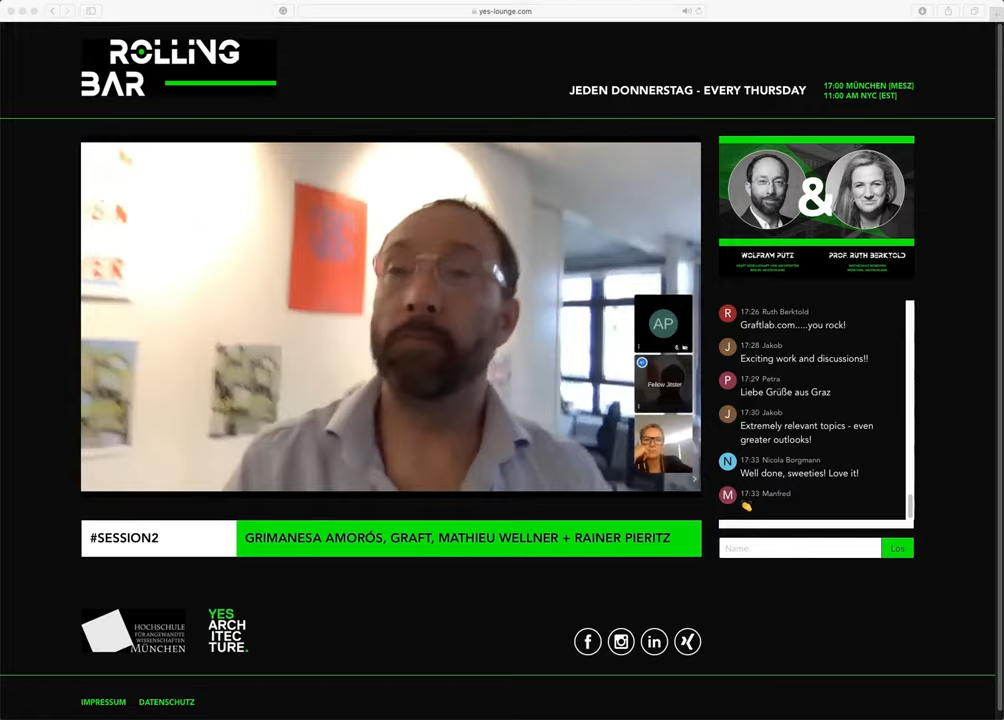 yes-lounge.com
ROLLING
BAR
JEDEN DONNERSTAG - EVERY THURSDAY
17:00 MÜNCHEN [MESZ]
11:00 AM NYC [EST]
&
WOLFRAM PUTZ
PROF. RUTH BERKTOLD
AP
Fellow Jitster
R
17:26 Ruth Berktold
Graftlab.com.....you rock!
J
17:28 Jakob
Exciting work and discussions!!
P
17:29 Petra
Liebe Grüße aus Graz
J
17:30 Jakob
Extremely relevant topics - even
greater outlooks!
N
17:33 Nicola Borgmann
Well done, sweeties! Love it!
M
17:33 Manfred
👏
Name
Los
#SESSION2
GRIMANESA AMORÓS, GRAFT, MATHIEU WELLNER + RAINER PIERITZ
HOCHSCHULE
FÜR ANGEWANDTE
WISSENSCHAFTEN
MÜNCHEN
YES
ARCH
ITEC
TURE.
IMPRESSUM
DATENSCHUTZ